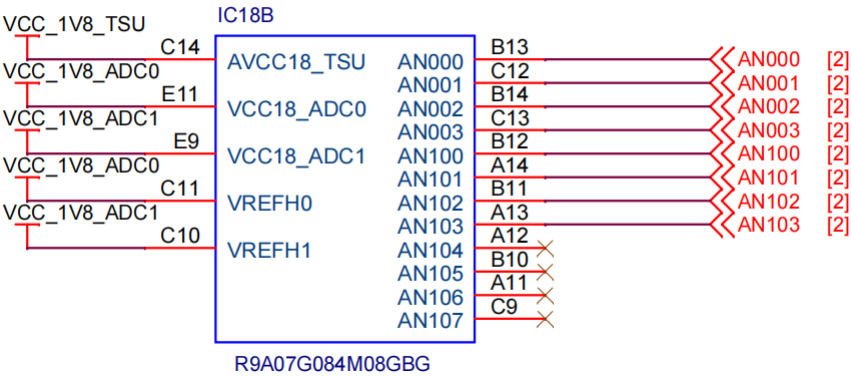 IC18B
VCC_1V8_TSU
C14 AVCC18_TSU AN000 B13 AN000 [2]
VCC_1V8_ADC0
AN001 C12 AN001 [2]
E11 VCC18_ADC0 AN002 B14 AN002 [2]
VCC_1V8_ADC1
AN003 C13 AN003 [2]
E9 VCC18_ADC1 AN100 B12 AN100 [2]
VCC_1V8_ADC0
AN101 A14 AN101 [2]
C11 VREFH0 AN102 B11 AN102 [2]
VCC_1V8_ADC1
AN103 A13 AN103 [2]
C10 VREFH1 AN104 A12
AN105 B10
AN106 A11
AN107 C9
R9A07G084M08GBG